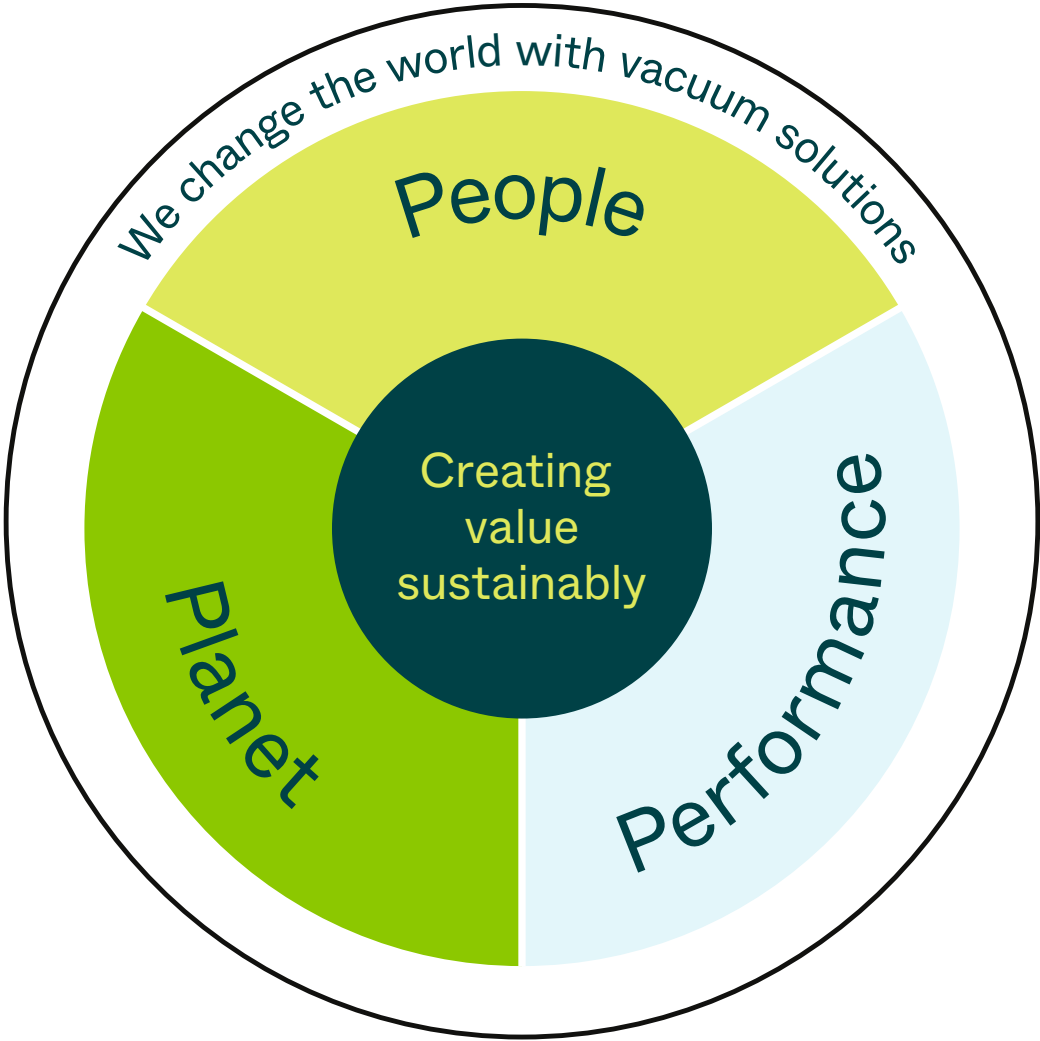 We change the world with vacuum solutions
People
Creating
value
sustainably
Planet
Performance